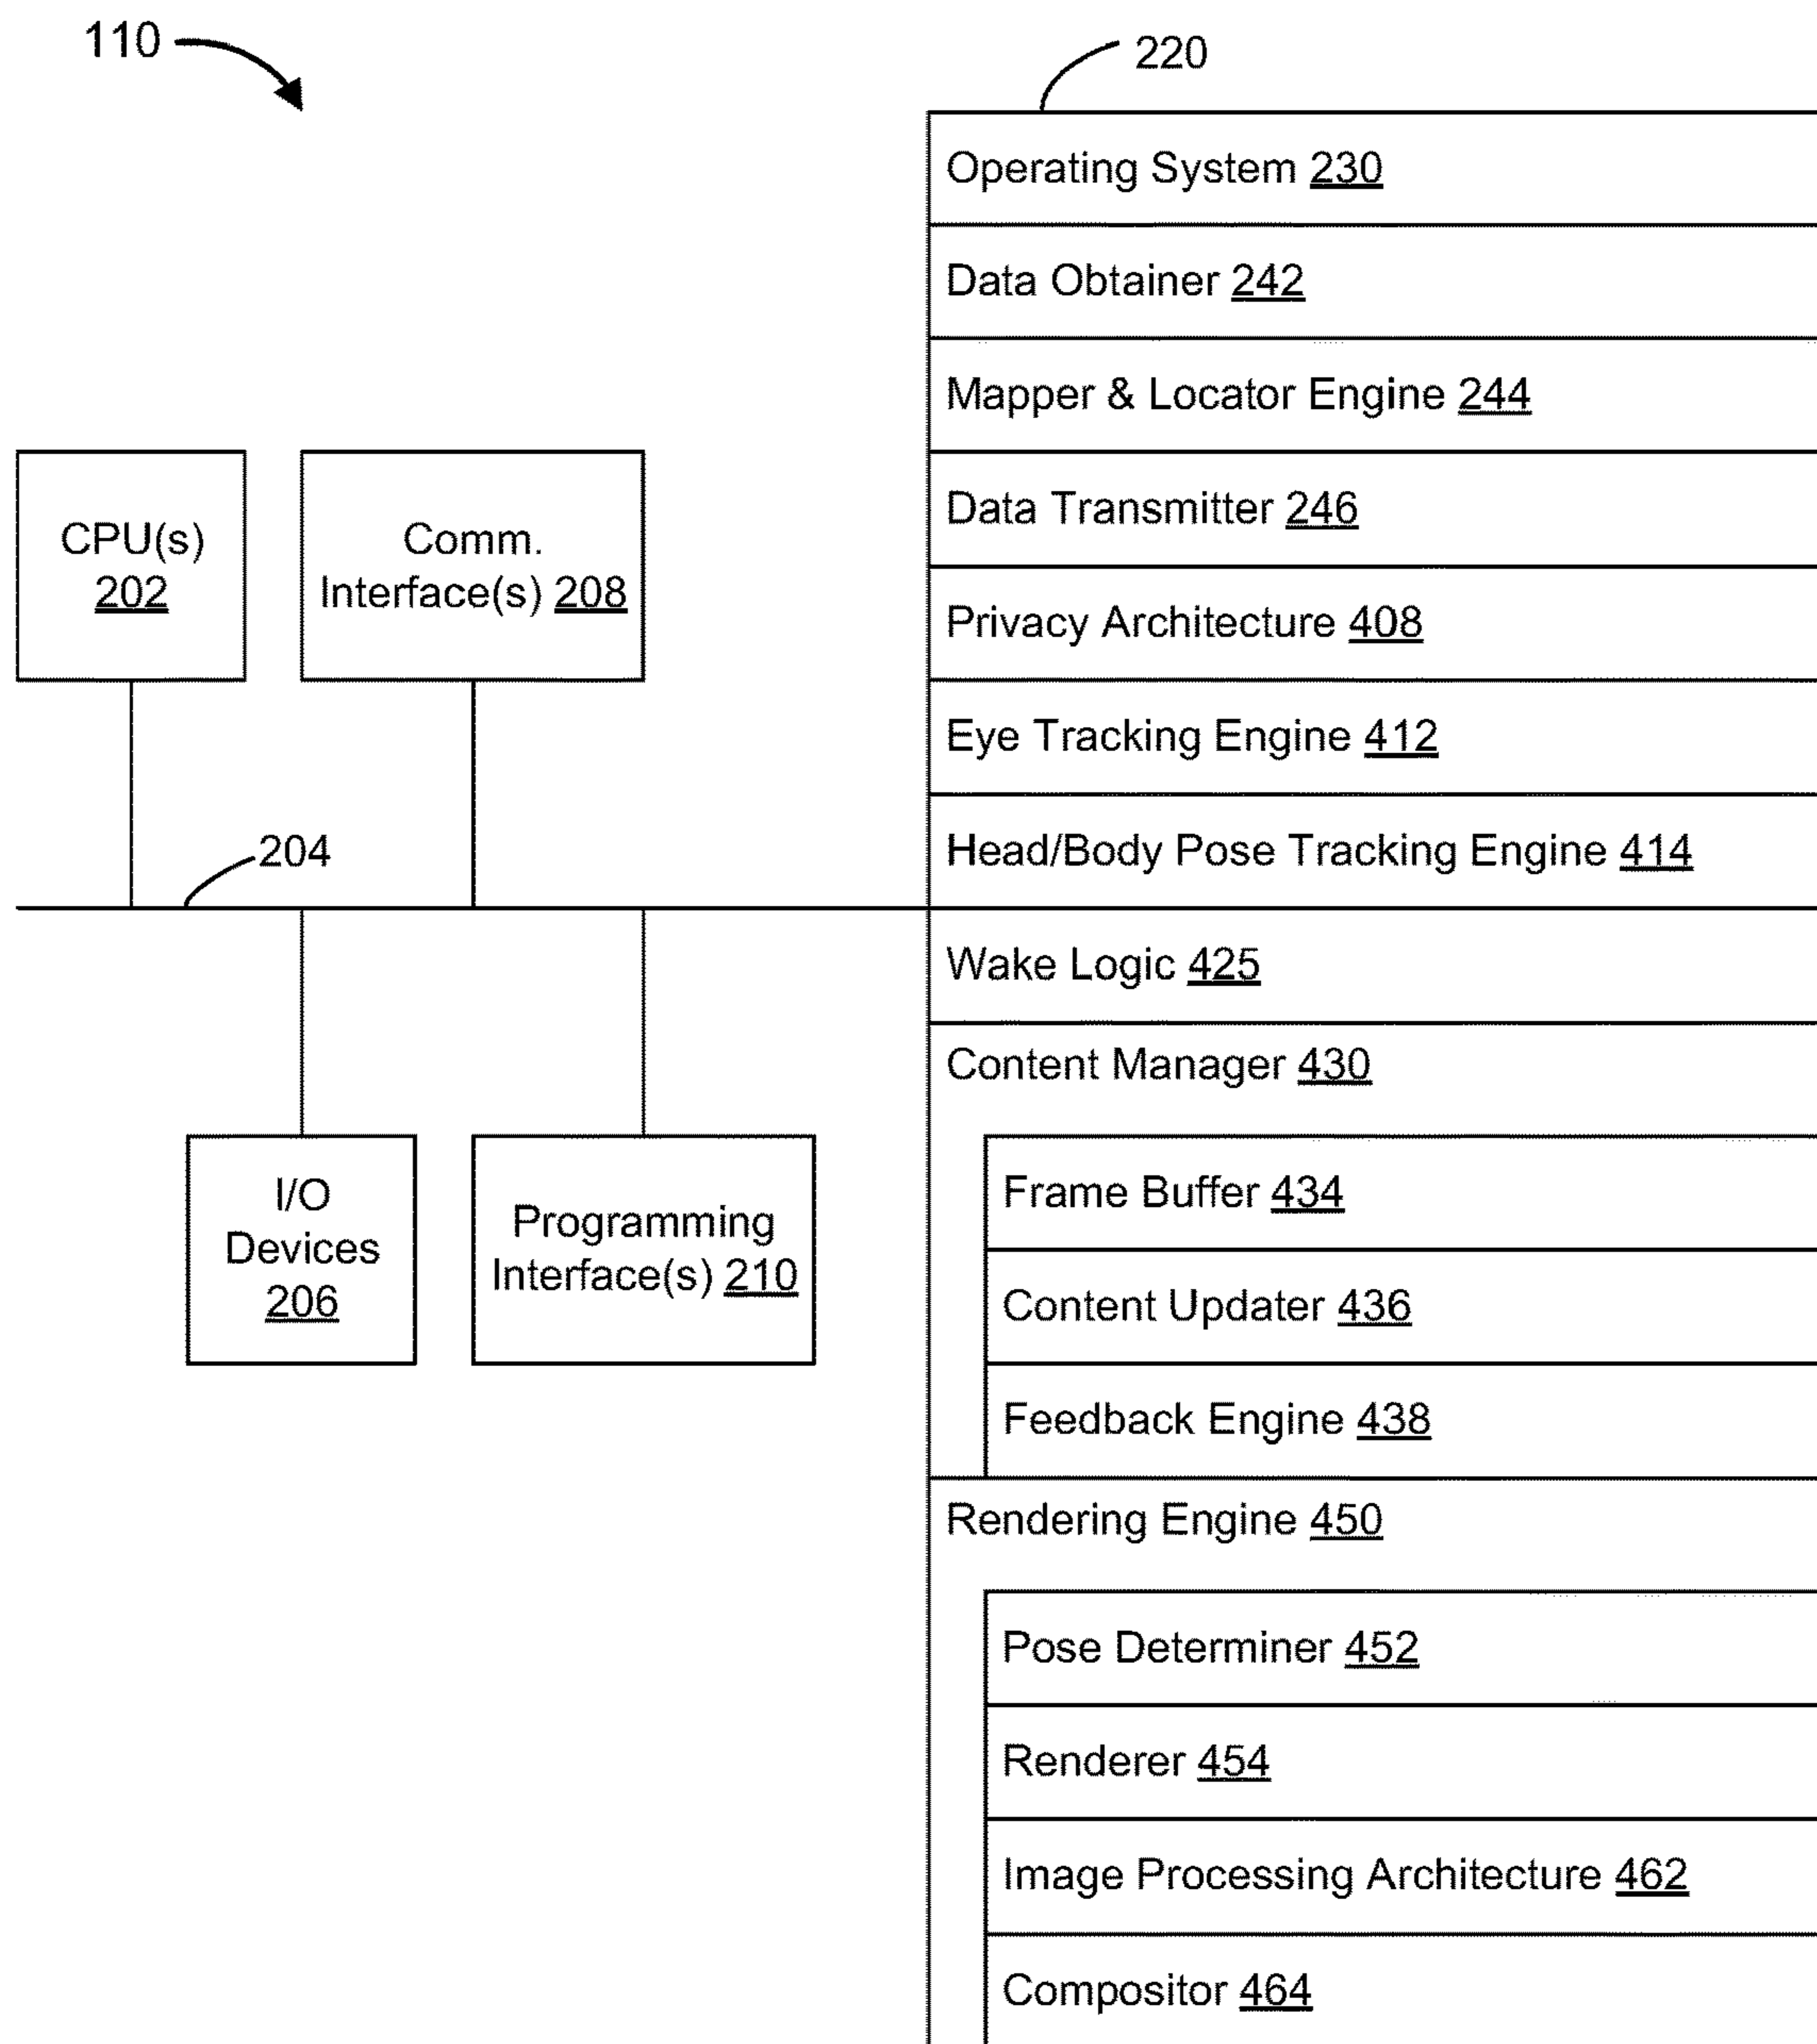 110
220
Operating System 230
Data Obtainer 242
Mapper & Locator Engine 244
Data Transmitter 246
Privacy Architecture 408
Eye Tracking Engine 412
Head/Body Pose Tracking Engine 414
Wake Logic 425
Content Manager 430
Frame Buffer 434
Content Updater 436
Feedback Engine 438
Rendering Engine 450
Pose Determiner 452
Renderer 454
Image Processing Architecture 462
Compositor 464
CPU(s)
202
Comm.
Interface(s) 208
204
I/O
Devices
206
Programming
Interface(s) 210